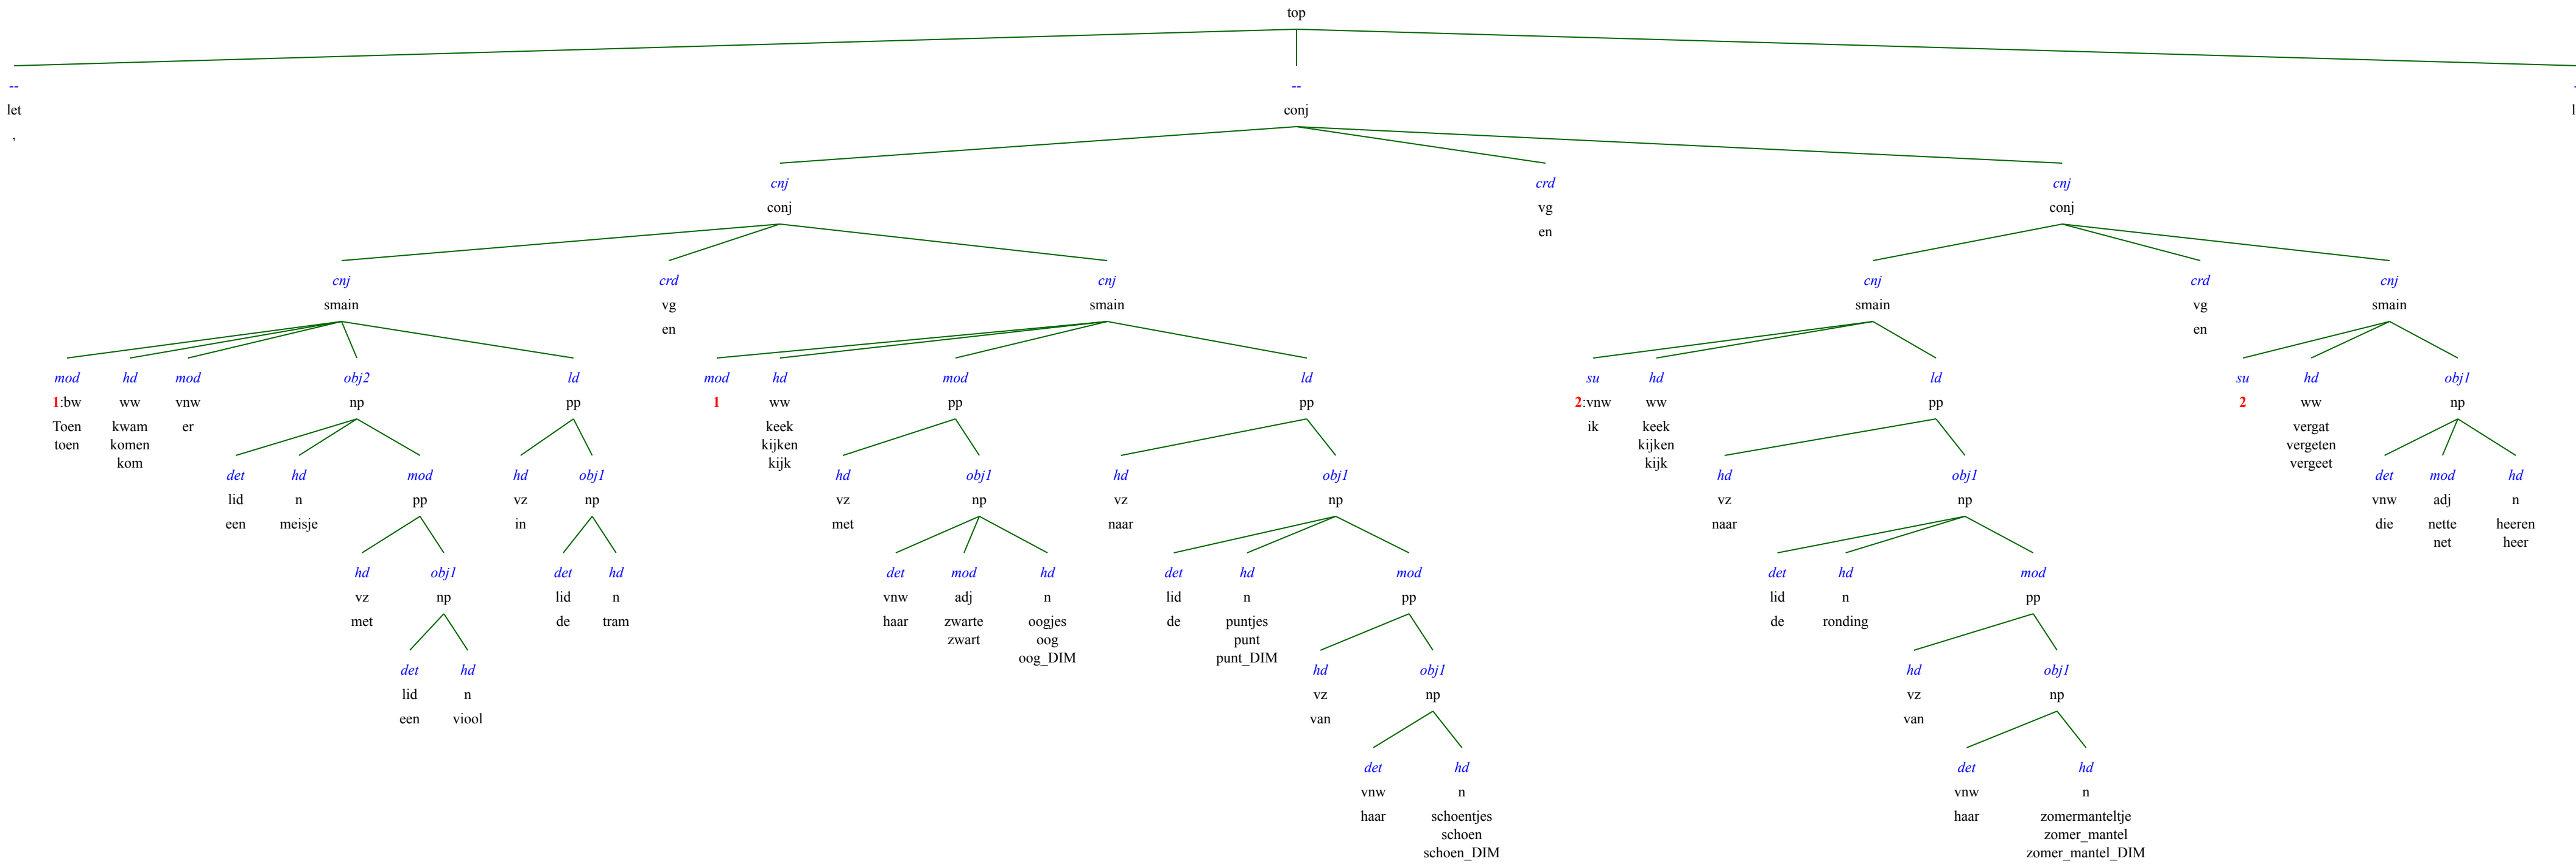 top
-- -- -
let conj l
,
cnj crd cnj
conj vg conj
en
cnj crd cnj cnj crd cnj
smain vg smain smain vg smain
en en
mod hd mod obj2 ld mod hd mod ld su hd ld su hd obj1
1:bw ww vnw np pp 1 ww pp pp 2:vnw ww pp 2 ww np
Toen kwam er keek ik keek vergat
toen komen kijken kijken vergeten
kom kijk kijk vergeet
det hd mod hd obj1 hd obj1 hd obj1 hd obj1 det mod hd
lid n pp vz np vz np vz np vz np vnw adj n
een meisje in met naar naar die nette heeren
net heer
hd obj1 det hd det mod hd det hd mod det hd mod
vz np lid n vnw adj n lid n pp lid n pp
met de tram haar zwarte oogjes de puntjes de ronding
zwart oog punt
oog_DIM punt_DIM
det hd hd obj1 hd obj1
lid n vz np vz np
een viool van van
det hd det hd
vnw n vnw n
haar schoentjes haar zomermanteltje
schoen zomer_mantel
schoen_DIM zomer_mantel_DIM